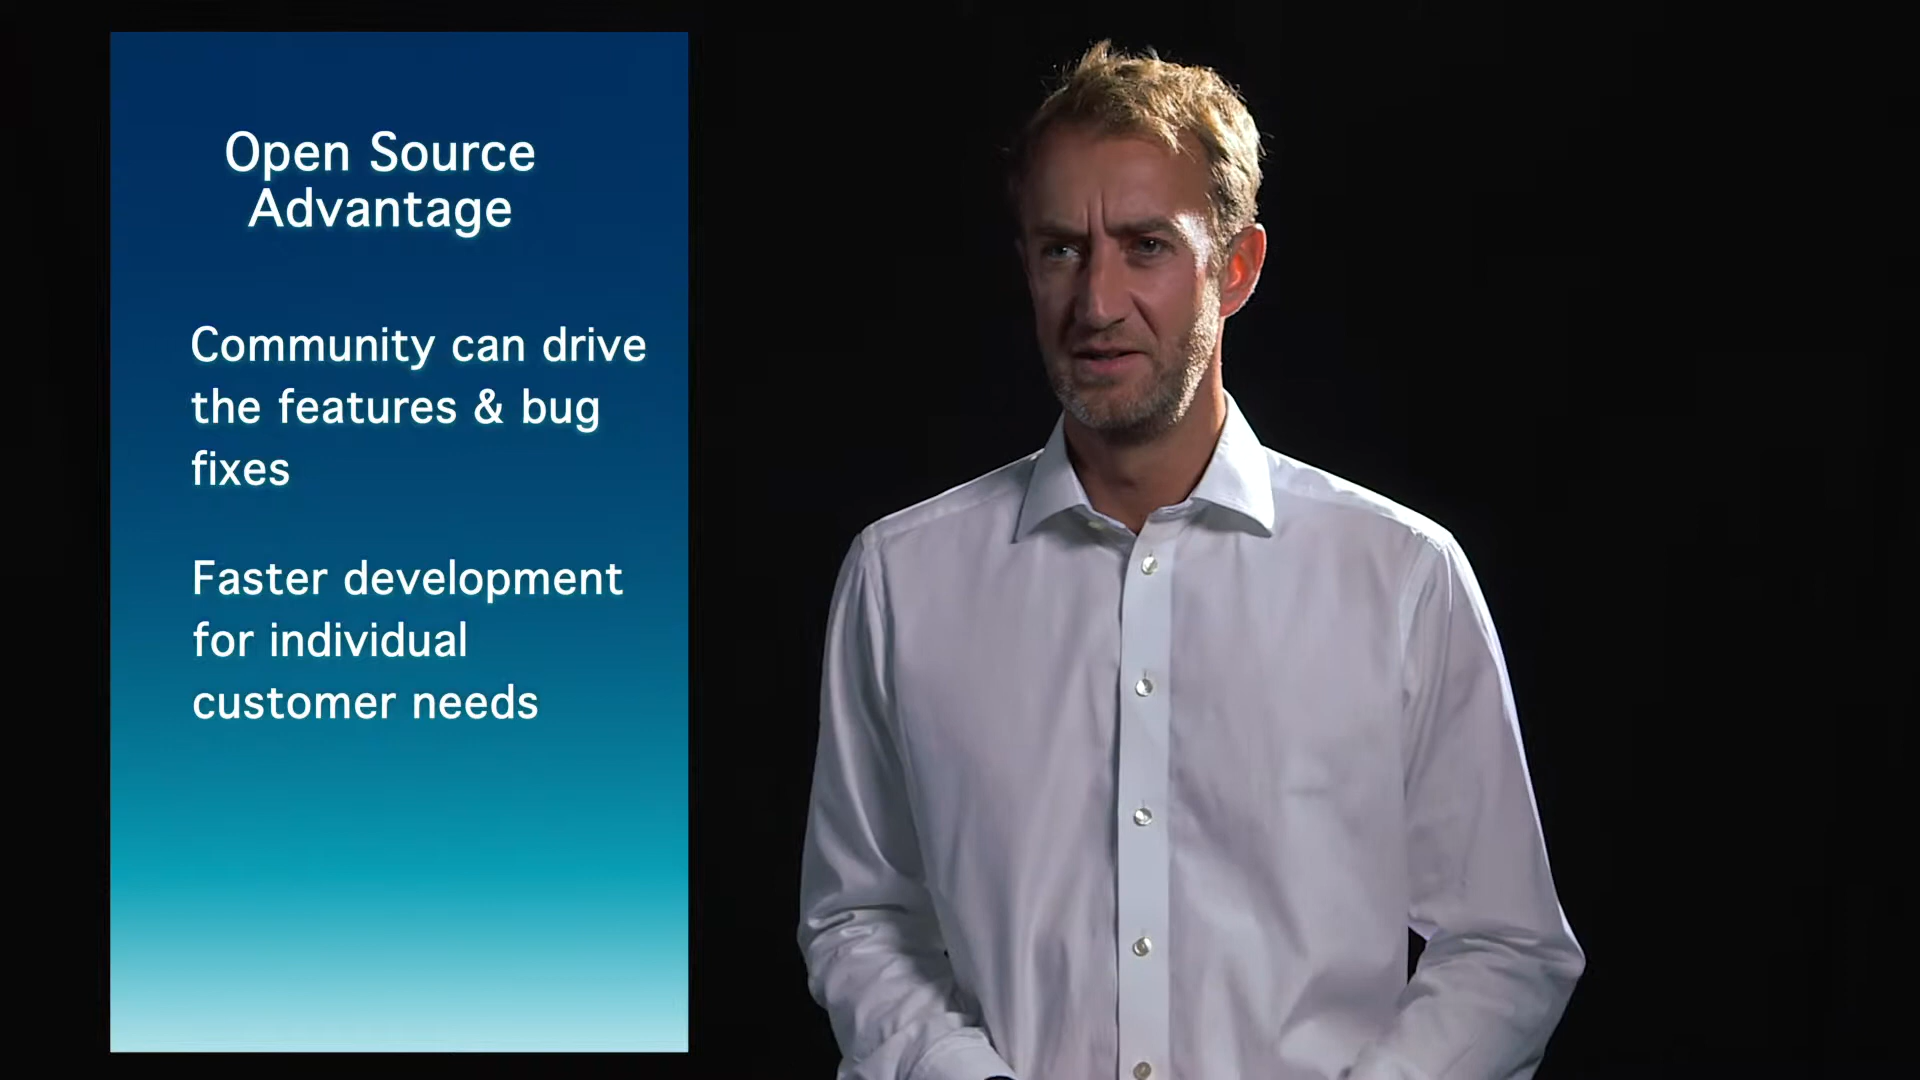 Open Source
Advantage
Community can drive
the features & bug
fixes
Faster development
for individual
customer needs